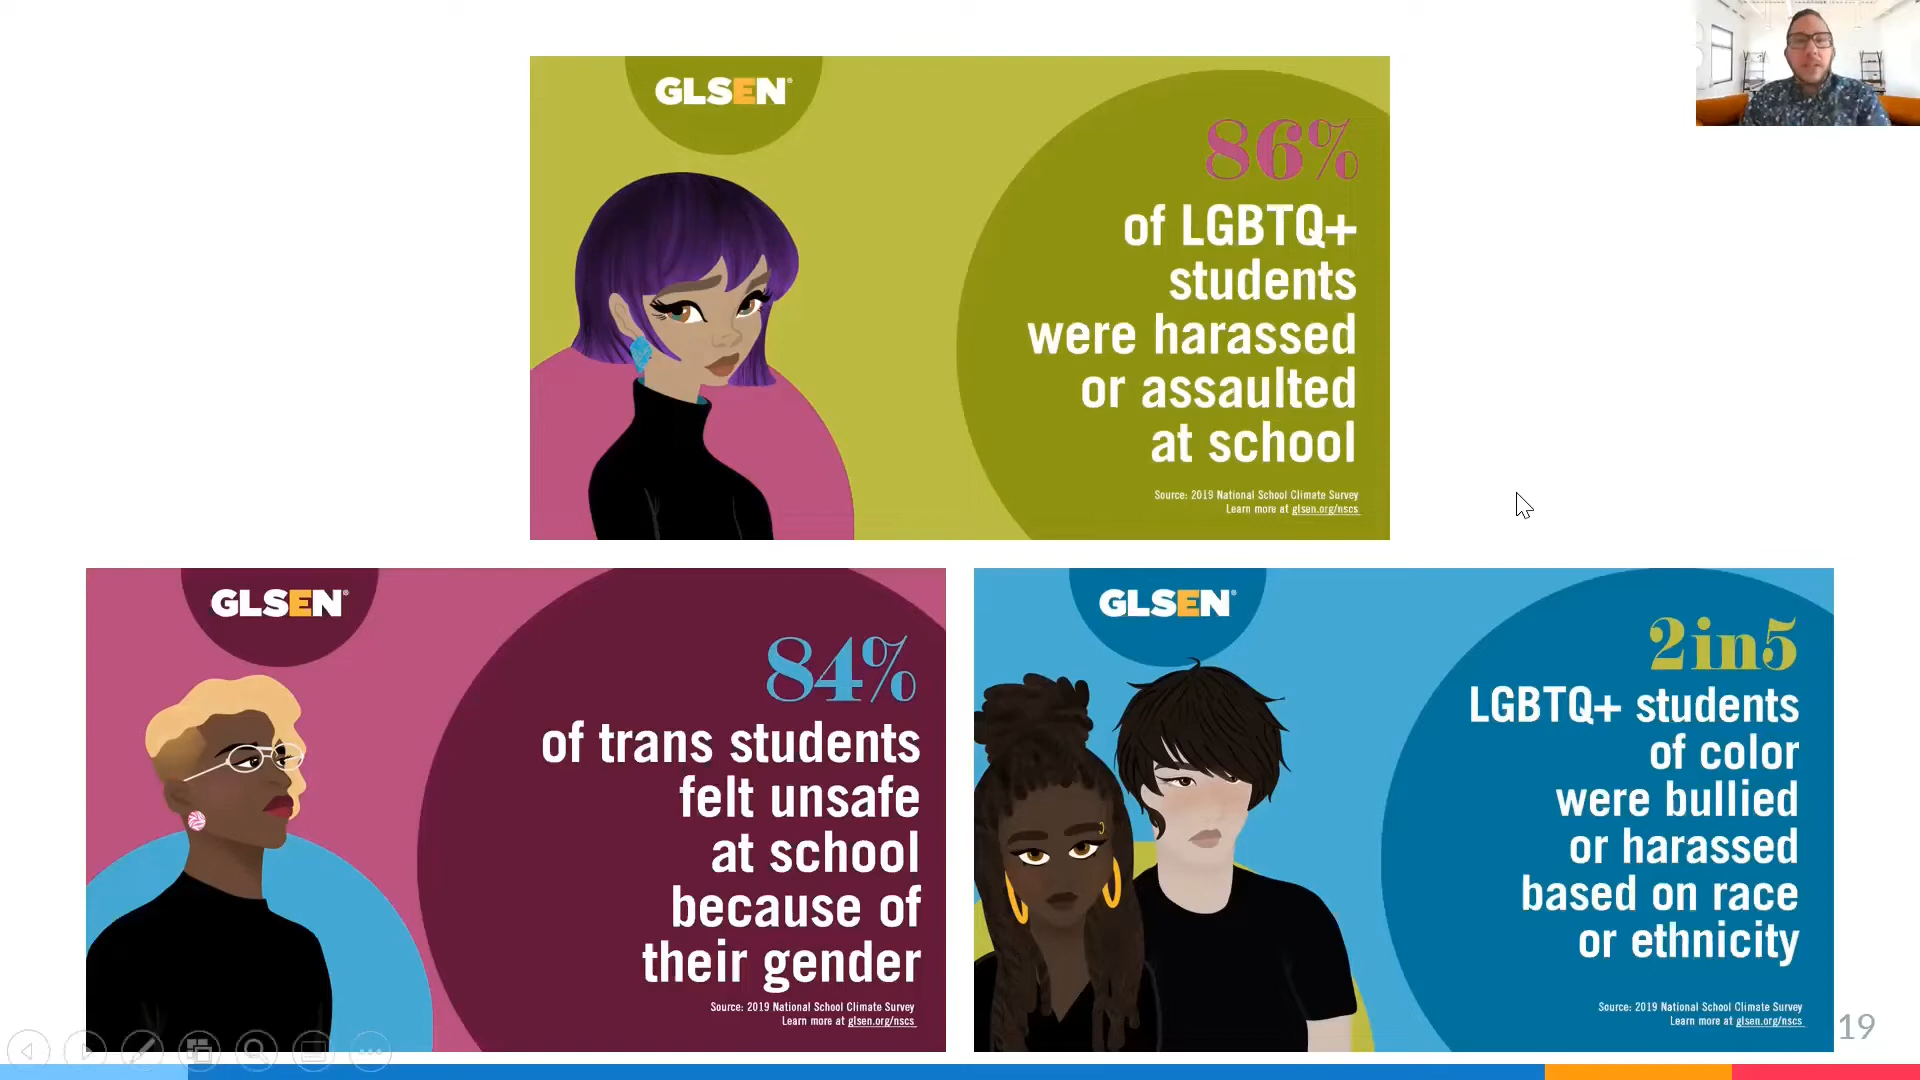 GLSEN®
86%
of LGBTQ+
students
were harassed
or assaulted
at school
Source: 2019 National School Climate Survey
Learn more at glsen.org/nscs
GLSEN®
84%
of trans students
felt unsafe
at school
because of
their gender
Source: 2019 National School Climate Survey
Learn more at glsen.org/nscs
GLSEN®
2in5
LGBTQ+ students
of color
were bullied
or harassed
based on race
or ethnicity
Source: 2019 National School Climate Survey
Learn more at glsen.org/nscs
19